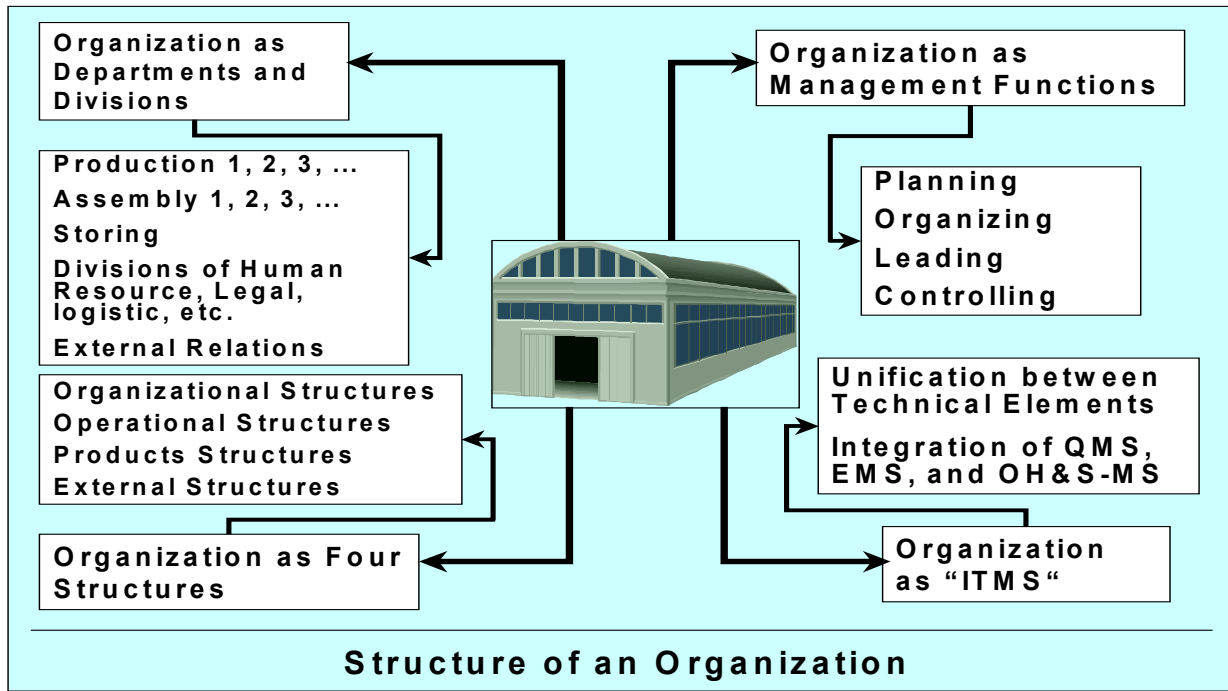 Organization as
Departments and
Divisions
Production 1, 2, 3, ...
Assembly 1, 2, 3, ...
Storing
Divisions of Human
Resource, Legal,
logistic, etc.
External Relations
Organizational Structures
Operational Structures
Products Structures
External Structures
Organization as Four
Structures
Organization as
Management Functions
Planning
Organizing
Leading
Controlling
Unification between
Technical Elements
Integration of QMS,
EMS, and OH&S-MS
Organization
as “ITMS“
Structure of an Organization